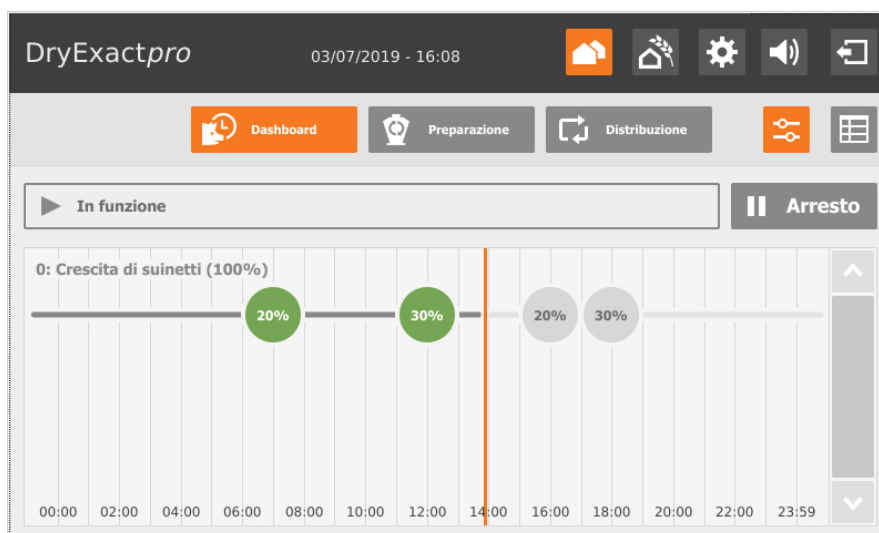 DryExactpro
03/07/2019 - 16:08
Dashboard
Preparazione
Distribuzione
In funzione
Arresto
0: Crescita di suinetti (100%)
20% 30% 20% 30%
00:00 02:00 04:00 06:00 08:00 10:00 12:00 14:00 16:00 18:00 20:00 22:00 23:59